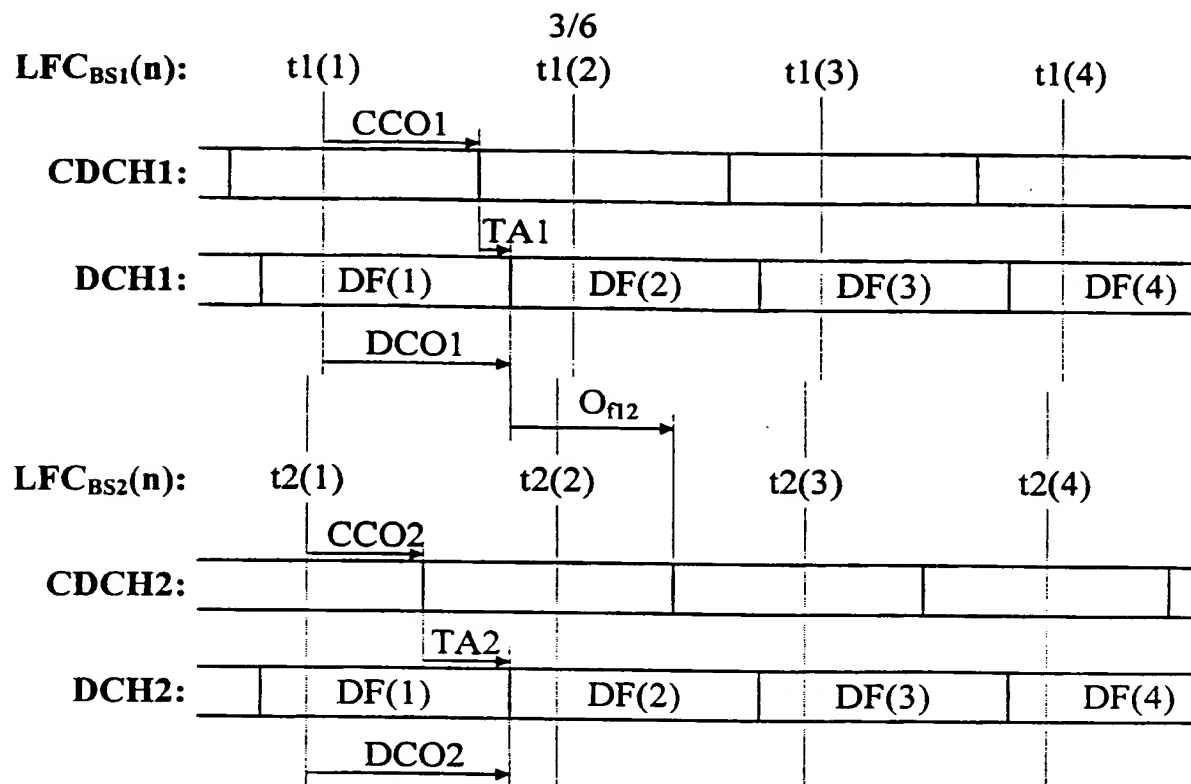 3/6
LFC_BS1(n): t1(1) t1(2) t1(3) t1(4)
CCO1
CDCH1:
TA1
DCH1: DF(1) DF(2) DF(3) DF(4)
DCO1
O_f12
LFC_BS2(n): t2(1) t2(2) t2(3) t2(4)
CCO2
CDCH2:
TA2
DCH2: DF(1) DF(2) DF(3) DF(4)
DCO2